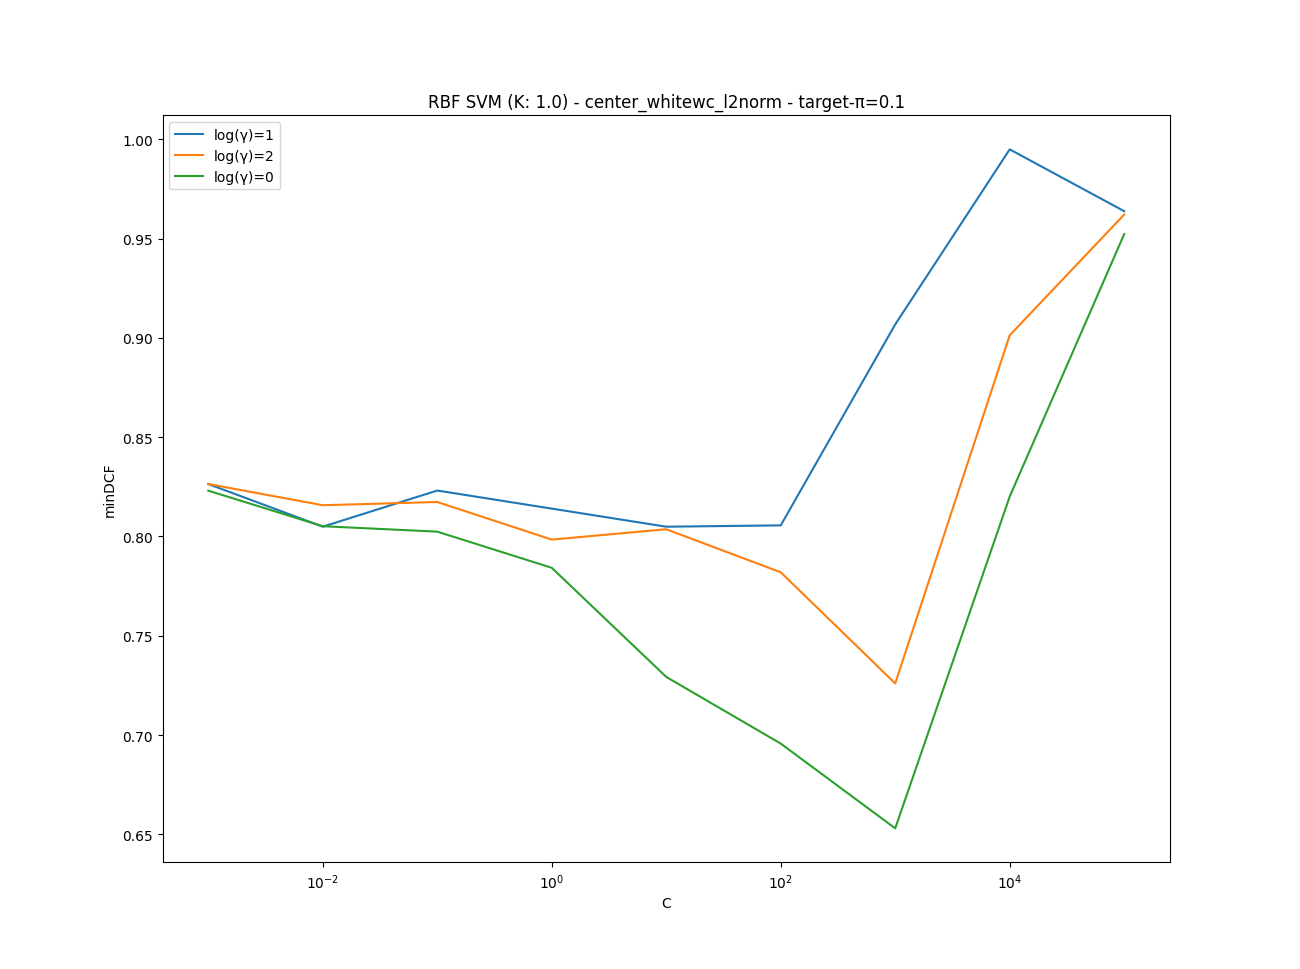 RBF SVM (K: 1.0) - center_whitewc_l2norm - target-π=0.1
log(γ)=1
log(γ)=2
log(γ)=0
1.00
0.95
0.90
0.85
0.80
0.75
0.70
0.65
minDCF
10⁻² 10⁰ 10² 10⁴
C